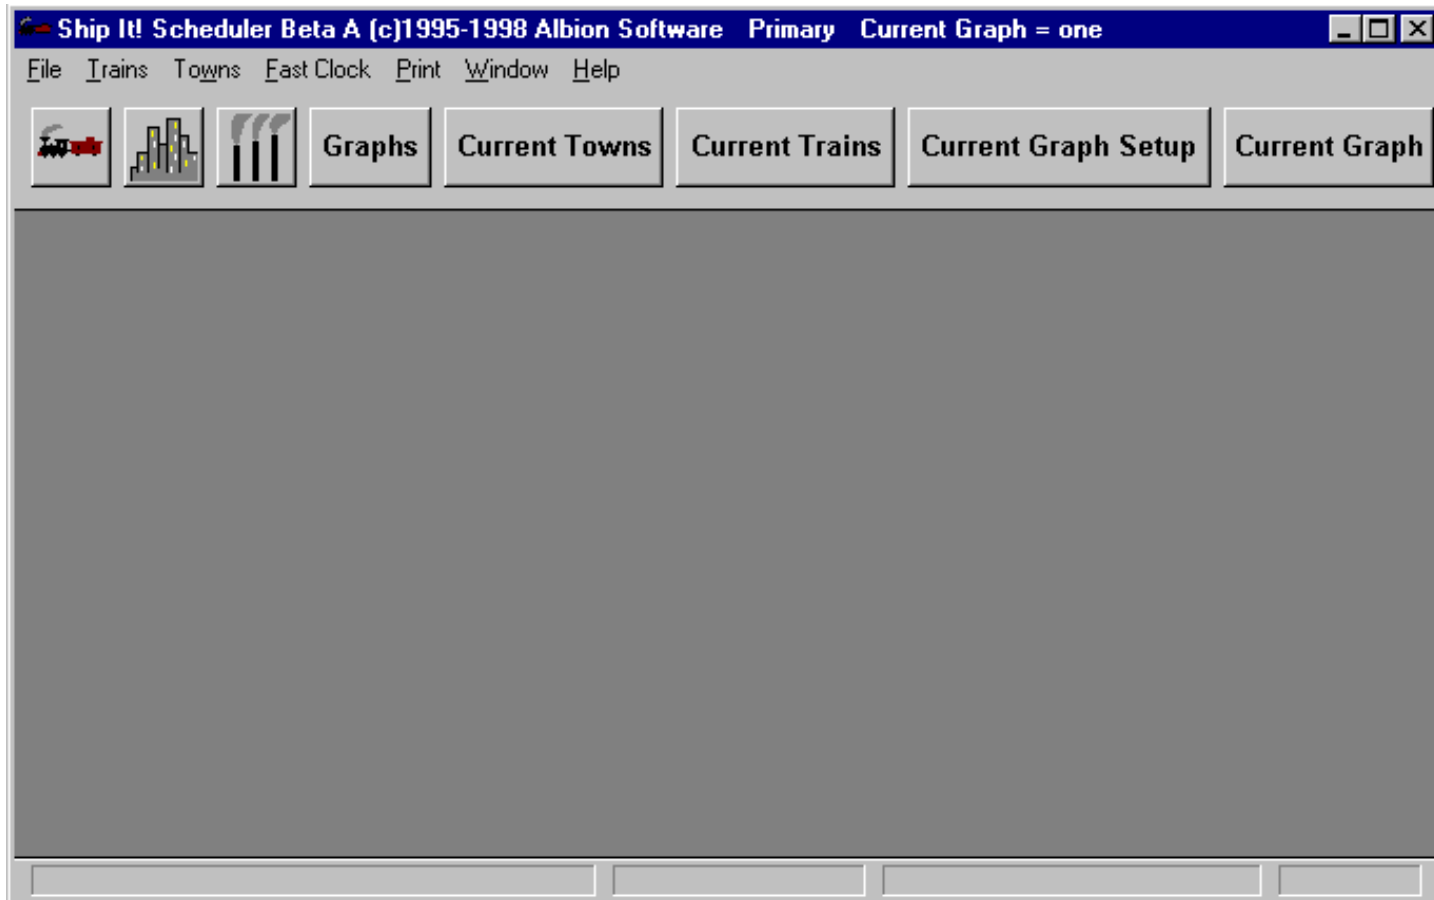 Ship It! Scheduler Beta A (c)1995-1998 Albion Software Primary Current Graph = one
File Trains Towns Fast Clock Print Window Help
Graphs Current Towns Current Trains Current Graph Setup Current Graph